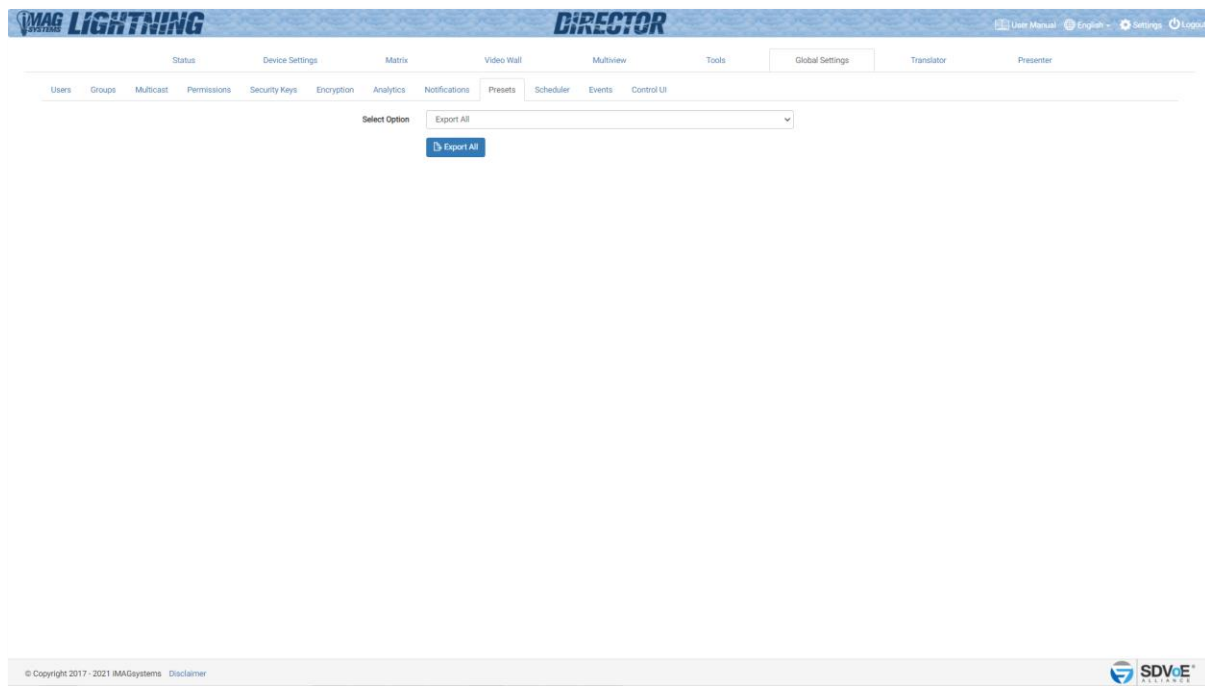 iMAG SYSTEMS LiGHTNiNG DiRECTOR User Manual English Settings Logout
Status Device Settings Matrix Video Wall Multiview Tools Global Settings Translator Presenter
Users Groups Multicast Permissions Security Keys Encryption Analytics Notifications Presets Scheduler Events Control UI
Select Option Export All
Export All
© Copyright 2017 - 2021 iMAGsystems Disclaimer SDVoE ALLIANCE